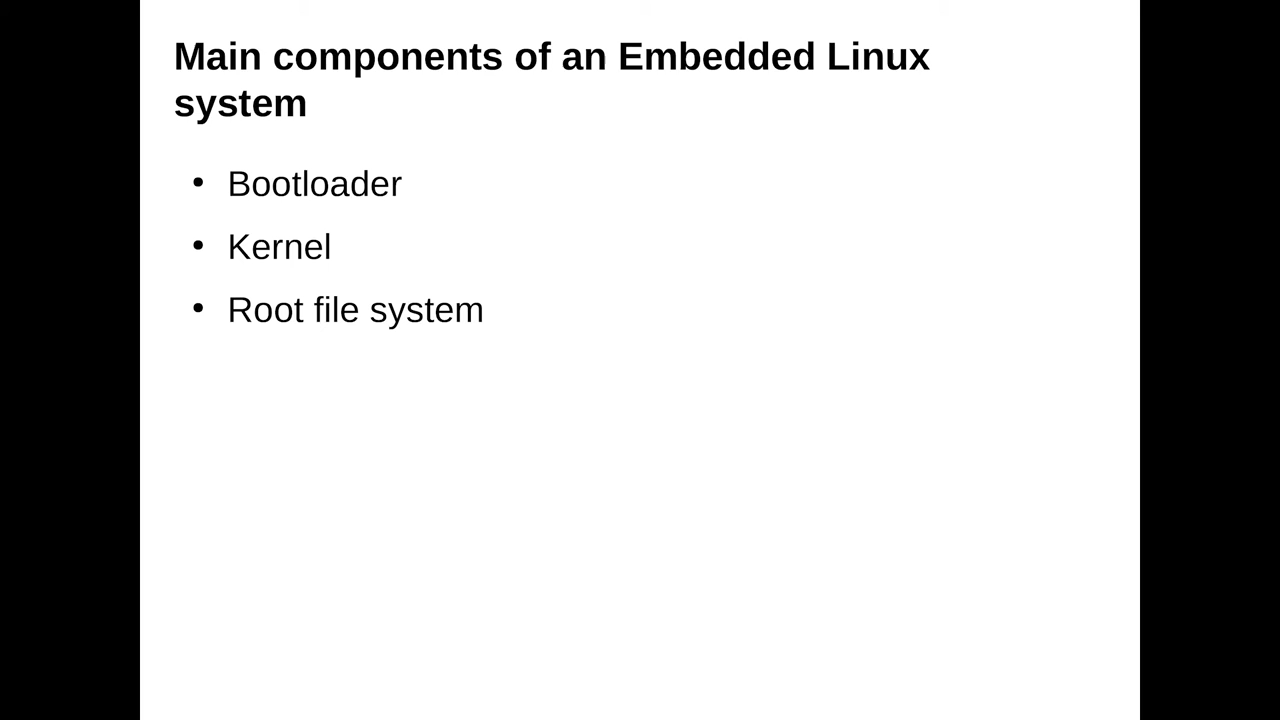 Main components of an Embedded Linux
system
• Bootloader
• Kernel
• Root file system